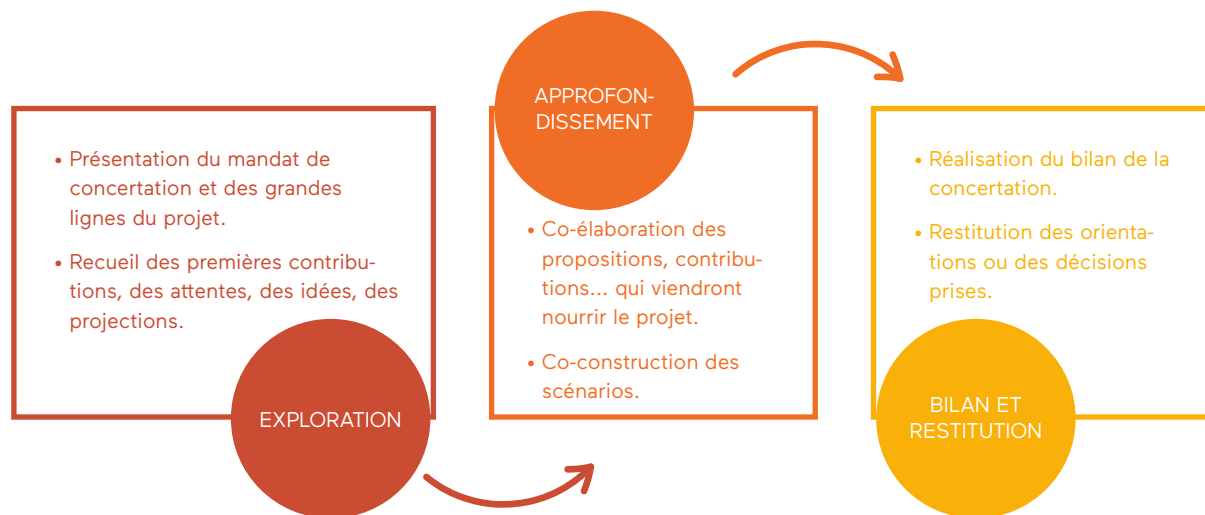 • Présentation du mandat de
concertation et des grandes
lignes du projet.
• Recueil des premières contribu-
tions, des attentes, des idées, des
projections.
EXPLORATION
APPROFON-
DISSEMENT
• Co-élaboration des
propositions, contribu-
tions... qui viendront
nourrir le projet.
• Co-construction des
scénarios.
• Réalisation du bilan de la
concertation.
• Restitution des orienta-
tions ou des décisions
prises.
BILAN ET
RESTITUTION